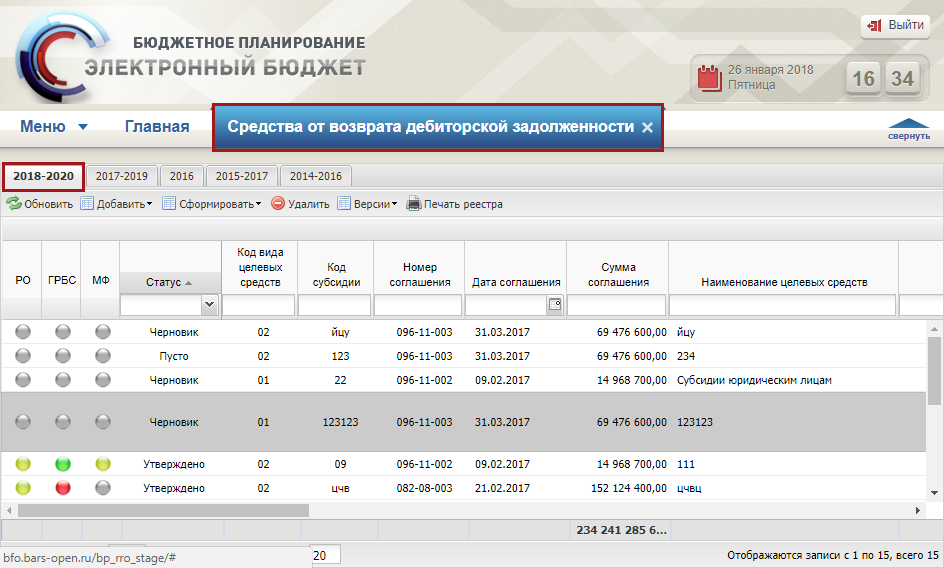 БЮДЖЕТНОЕ ПЛАНИРОВАНИЕ
ЭЛЕКТРОННЫЙ БЮДЖЕТ
Выйти
26 января 2018
Пятница
16 34
Меню Главная Средства от возврата дебиторской задолженности ×
свернуть
2018-2020 2017-2019 2016 2015-2017 2014-2016
Обновить Добавить Сформировать Удалить Версии Печать реестра
РО ГРБС МФ Статус Код вида целевых средств Код субсидии Номер соглашения Дата соглашения Сумма соглашения Наименование целевых средств
Черновик 02 йцу 096-11-003 31.03.2017 69 476 600,00 йцу
Пусто 02 123 096-11-003 31.03.2017 69 476 600,00 234
Черновик 01 22 096-11-002 09.02.2017 14 968 700,00 Субсидии юридическим лицам
Черновик 01 123123 096-11-003 31.03.2017 69 476 600,00 123123
Утверждено 02 09 096-11-002 09.02.2017 14 968 700,00 111
Утверждено 02 цчв 082-08-003 21.02.2017 152 124 400,00 цчвц
234 241 285 6...
bfo.bars-open.ru/bp_rro_stage/# 20 Отображаются записи с 1 по 15, всего 15